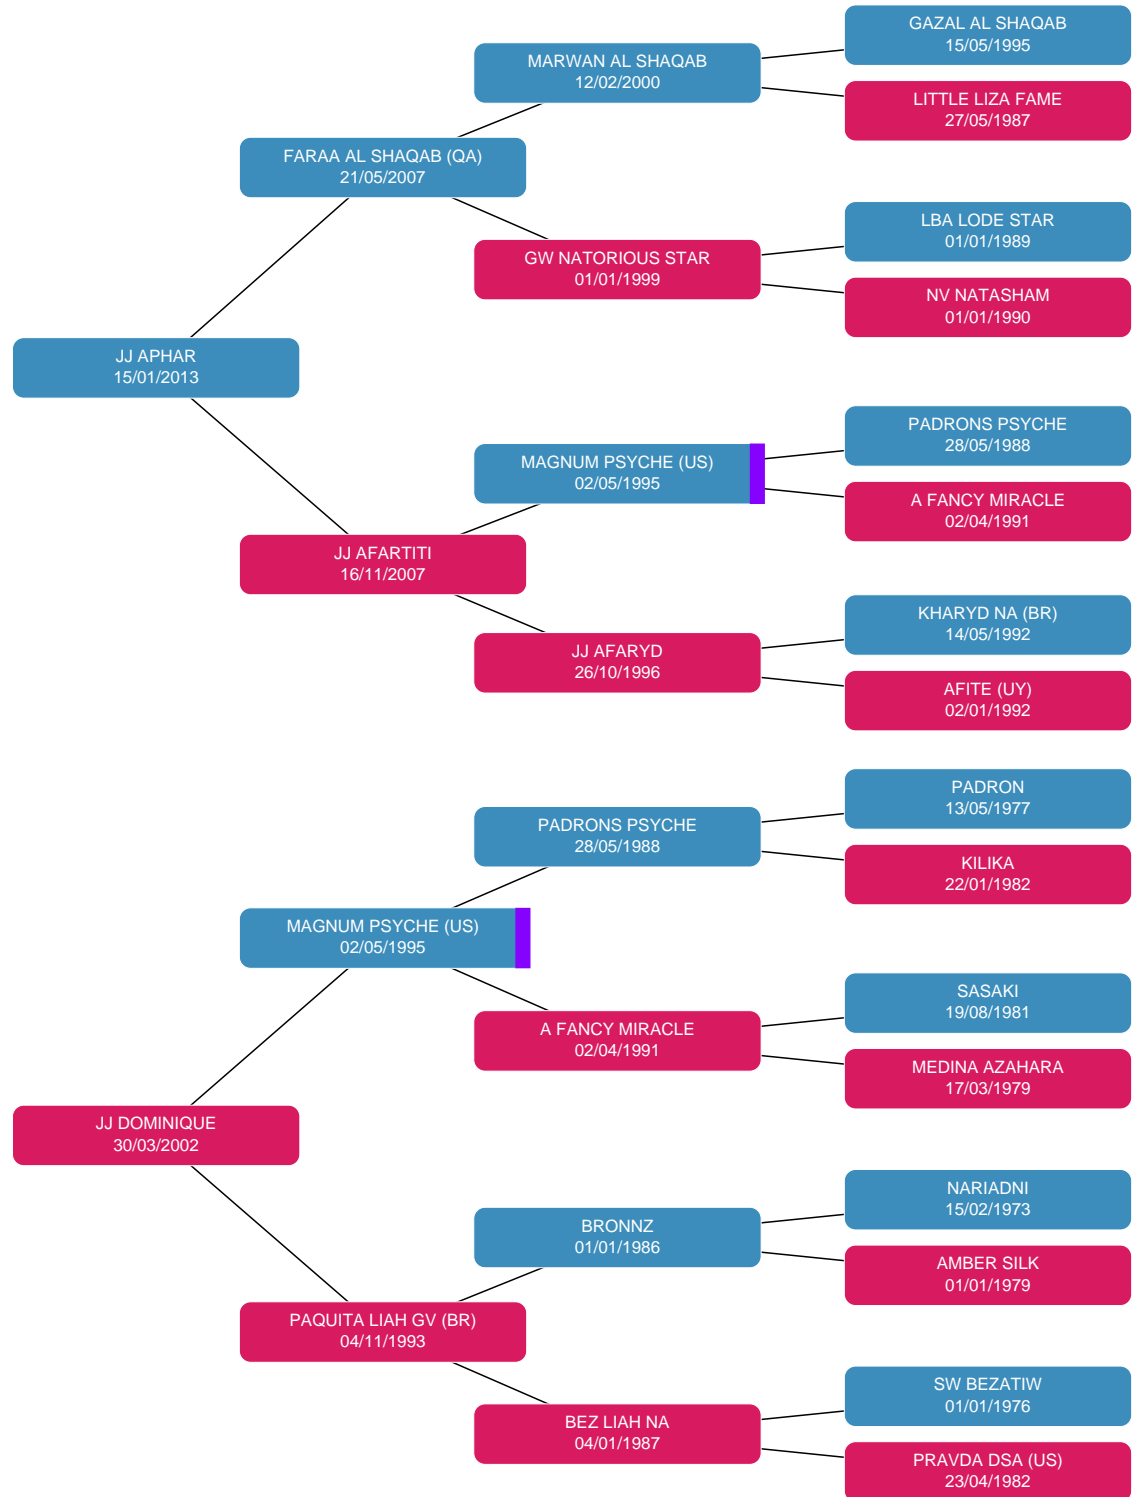 GAZAL AL SHAQAB
15/05/1995
MARWAN AL SHAQAB
12/02/2000
LITTLE LIZA FAME
27/05/1987
FARAA AL SHAQAB (QA)
21/05/2007
LBA LODE STAR
01/01/1989
GW NATORIOUS STAR
01/01/1999
NV NATASHAM
01/01/1990
JJ APHAR
15/01/2013
PADRONS PSYCHE
28/05/1988
MAGNUM PSYCHE (US)
02/05/1995
A FANCY MIRACLE
02/04/1991
JJ AFARTITI
16/11/2007
KHARYD NA (BR)
14/05/1992
JJ AFARYD
26/10/1996
AFITE (UY)
02/01/1992
PADRON
13/05/1977
PADRONS PSYCHE
28/05/1988
KILIKA
22/01/1982
MAGNUM PSYCHE (US)
02/05/1995
SASAKI
19/08/1981
A FANCY MIRACLE
02/04/1991
MEDINA AZAHARA
17/03/1979
JJ DOMINIQUE
30/03/2002
NARIADNI
15/02/1973
BRONNZ
01/01/1986
AMBER SILK
01/01/1979
PAQUITA LIAH GV (BR)
04/11/1993
SW BEZATIW
01/01/1976
BEZ LIAH NA
04/01/1987
PRAVDA DSA (US)
23/04/1982